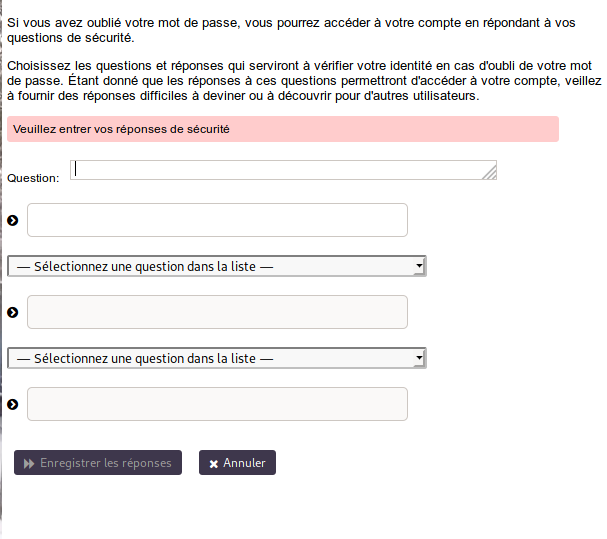 Si vous avez oublié votre mot de passe, vous pourrez accéder à votre compte en répondant à vos
questions de sécurité.
Choisissez les questions et réponses qui serviront à vérifier votre identité en cas d'oubli de votre mot
de passe. Étant donné que les réponses à ces questions permettront d'accéder à votre compte, veillez
à fournir des réponses difficiles à deviner ou à découvrir pour d'autres utilisateurs.
Veuillez entrer vos réponses de sécurité
Question:
— Sélectionnez une question dans la liste —
— Sélectionnez une question dans la liste —
Enregistrer les réponses
Annuler